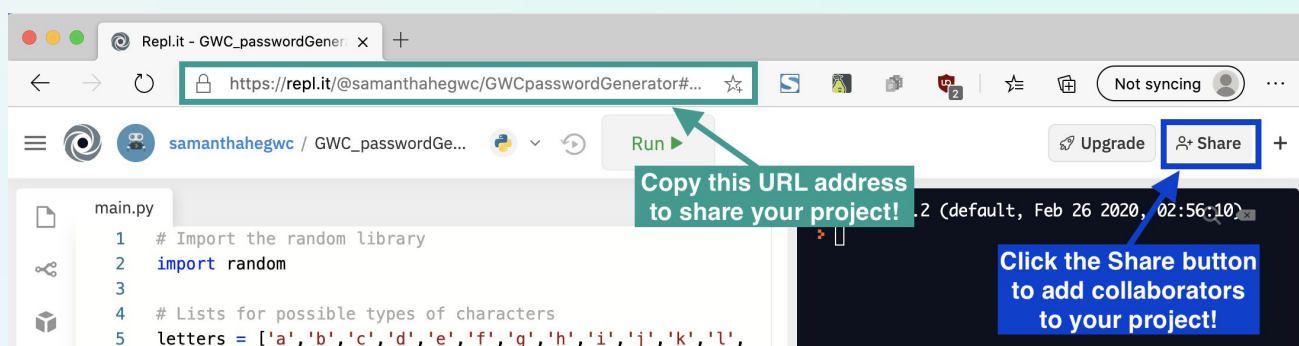 Repl.it - GWC_passwordGener
https://repl.it/@samanthahegwc/GWCpasswordGenerator#...
2
Not syncing
samanthahegwc / GWC_passwordGe...
Run
Upgrade
Share
Copy this URL address
to share your project!
main.py
.2 (default, Feb 26 2020, 02:56:10)
1 # Import the random library
2 import random
3
4 # Lists for possible types of characters
5 letters = ['a','b','c','d','e','f','g','h','i','j','k','l',
Click the Share button
to add collaborators
to your project!